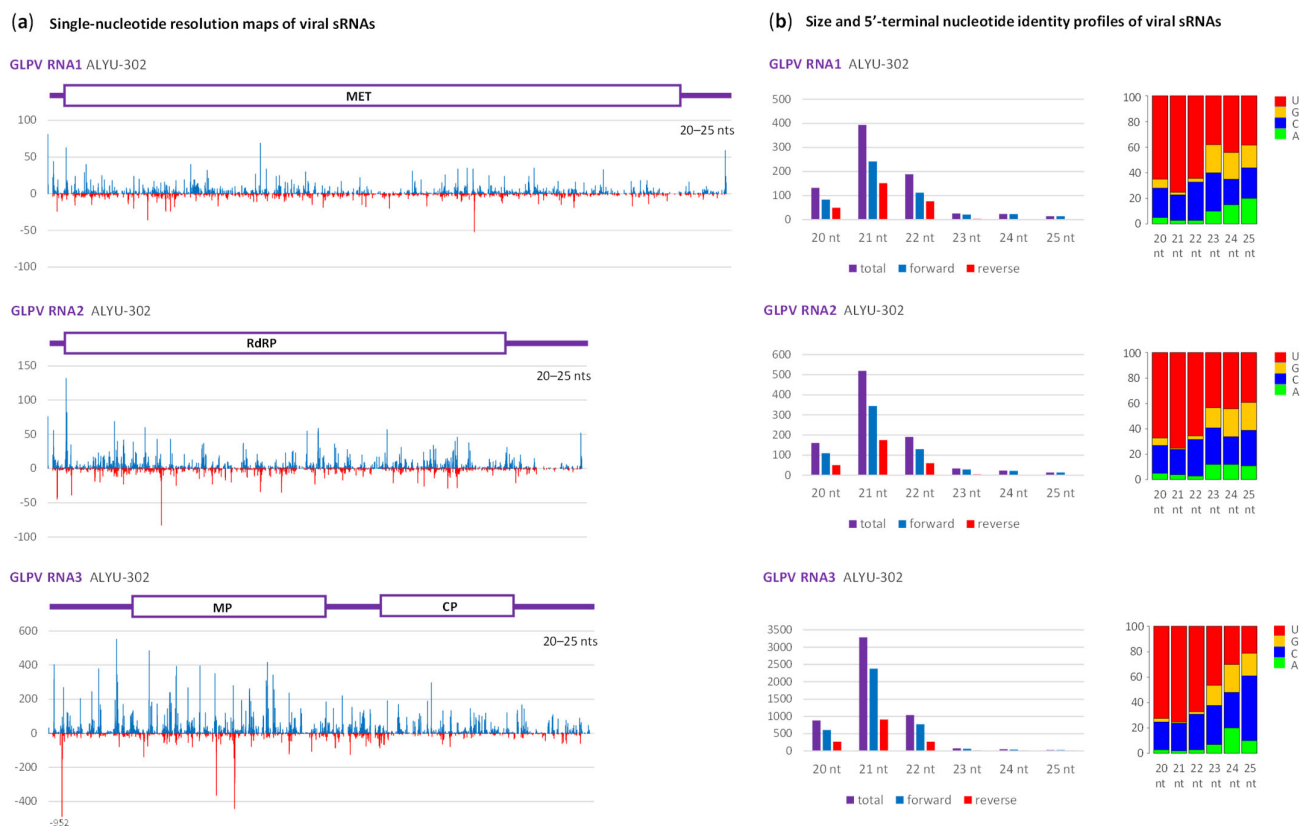 (a) Single-nucleotide resolution maps of viral sRNAs
GLPV RNA1 ALYU-302
MET
20–25 nts
100
50
0
-50
-100
GLPV RNA2 ALYU-302
RdRP
20–25 nts
150
100
50
0
-50
-100
GLPV RNA3 ALYU-302
MP CP
20–25 nts
600
400
200
0
-200
-400
-952
(b) Size and 5’-terminal nucleotide identity profiles of viral sRNAs
GLPV RNA1 ALYU-302
500
400
300
200
100
0
20 nt 21 nt 22 nt 23 nt 24 nt 25 nt
total forward reverse
100
80
60
40
20
0
20 21 22 23 24 25
nt nt nt nt nt nt
U
G
C
A
GLPV RNA2 ALYU-302
600
500
400
300
200
100
0
20 nt 21 nt 22 nt 23 nt 24 nt 25 nt
total forward reverse
100
80
60
40
20
0
20 21 22 23 24 25
nt nt nt nt nt nt
U
G
C
A
GLPV RNA3 ALYU-302
3500
3000
2500
2000
1500
1000
500
0
20 nt 21 nt 22 nt 23 nt 24 nt 25 nt
total forward reverse
100
80
60
40
20
0
20 21 22 23 24 25
nt nt nt nt nt nt
U
G
C
A